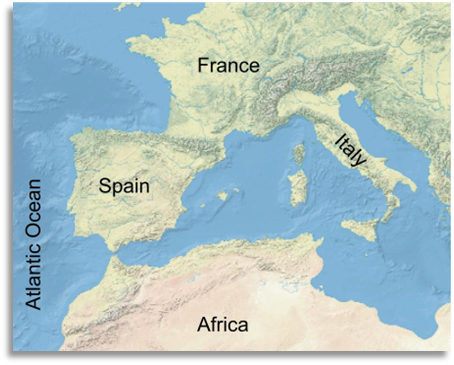 France
Italy
Spain
Atlantic Ocean
Africa